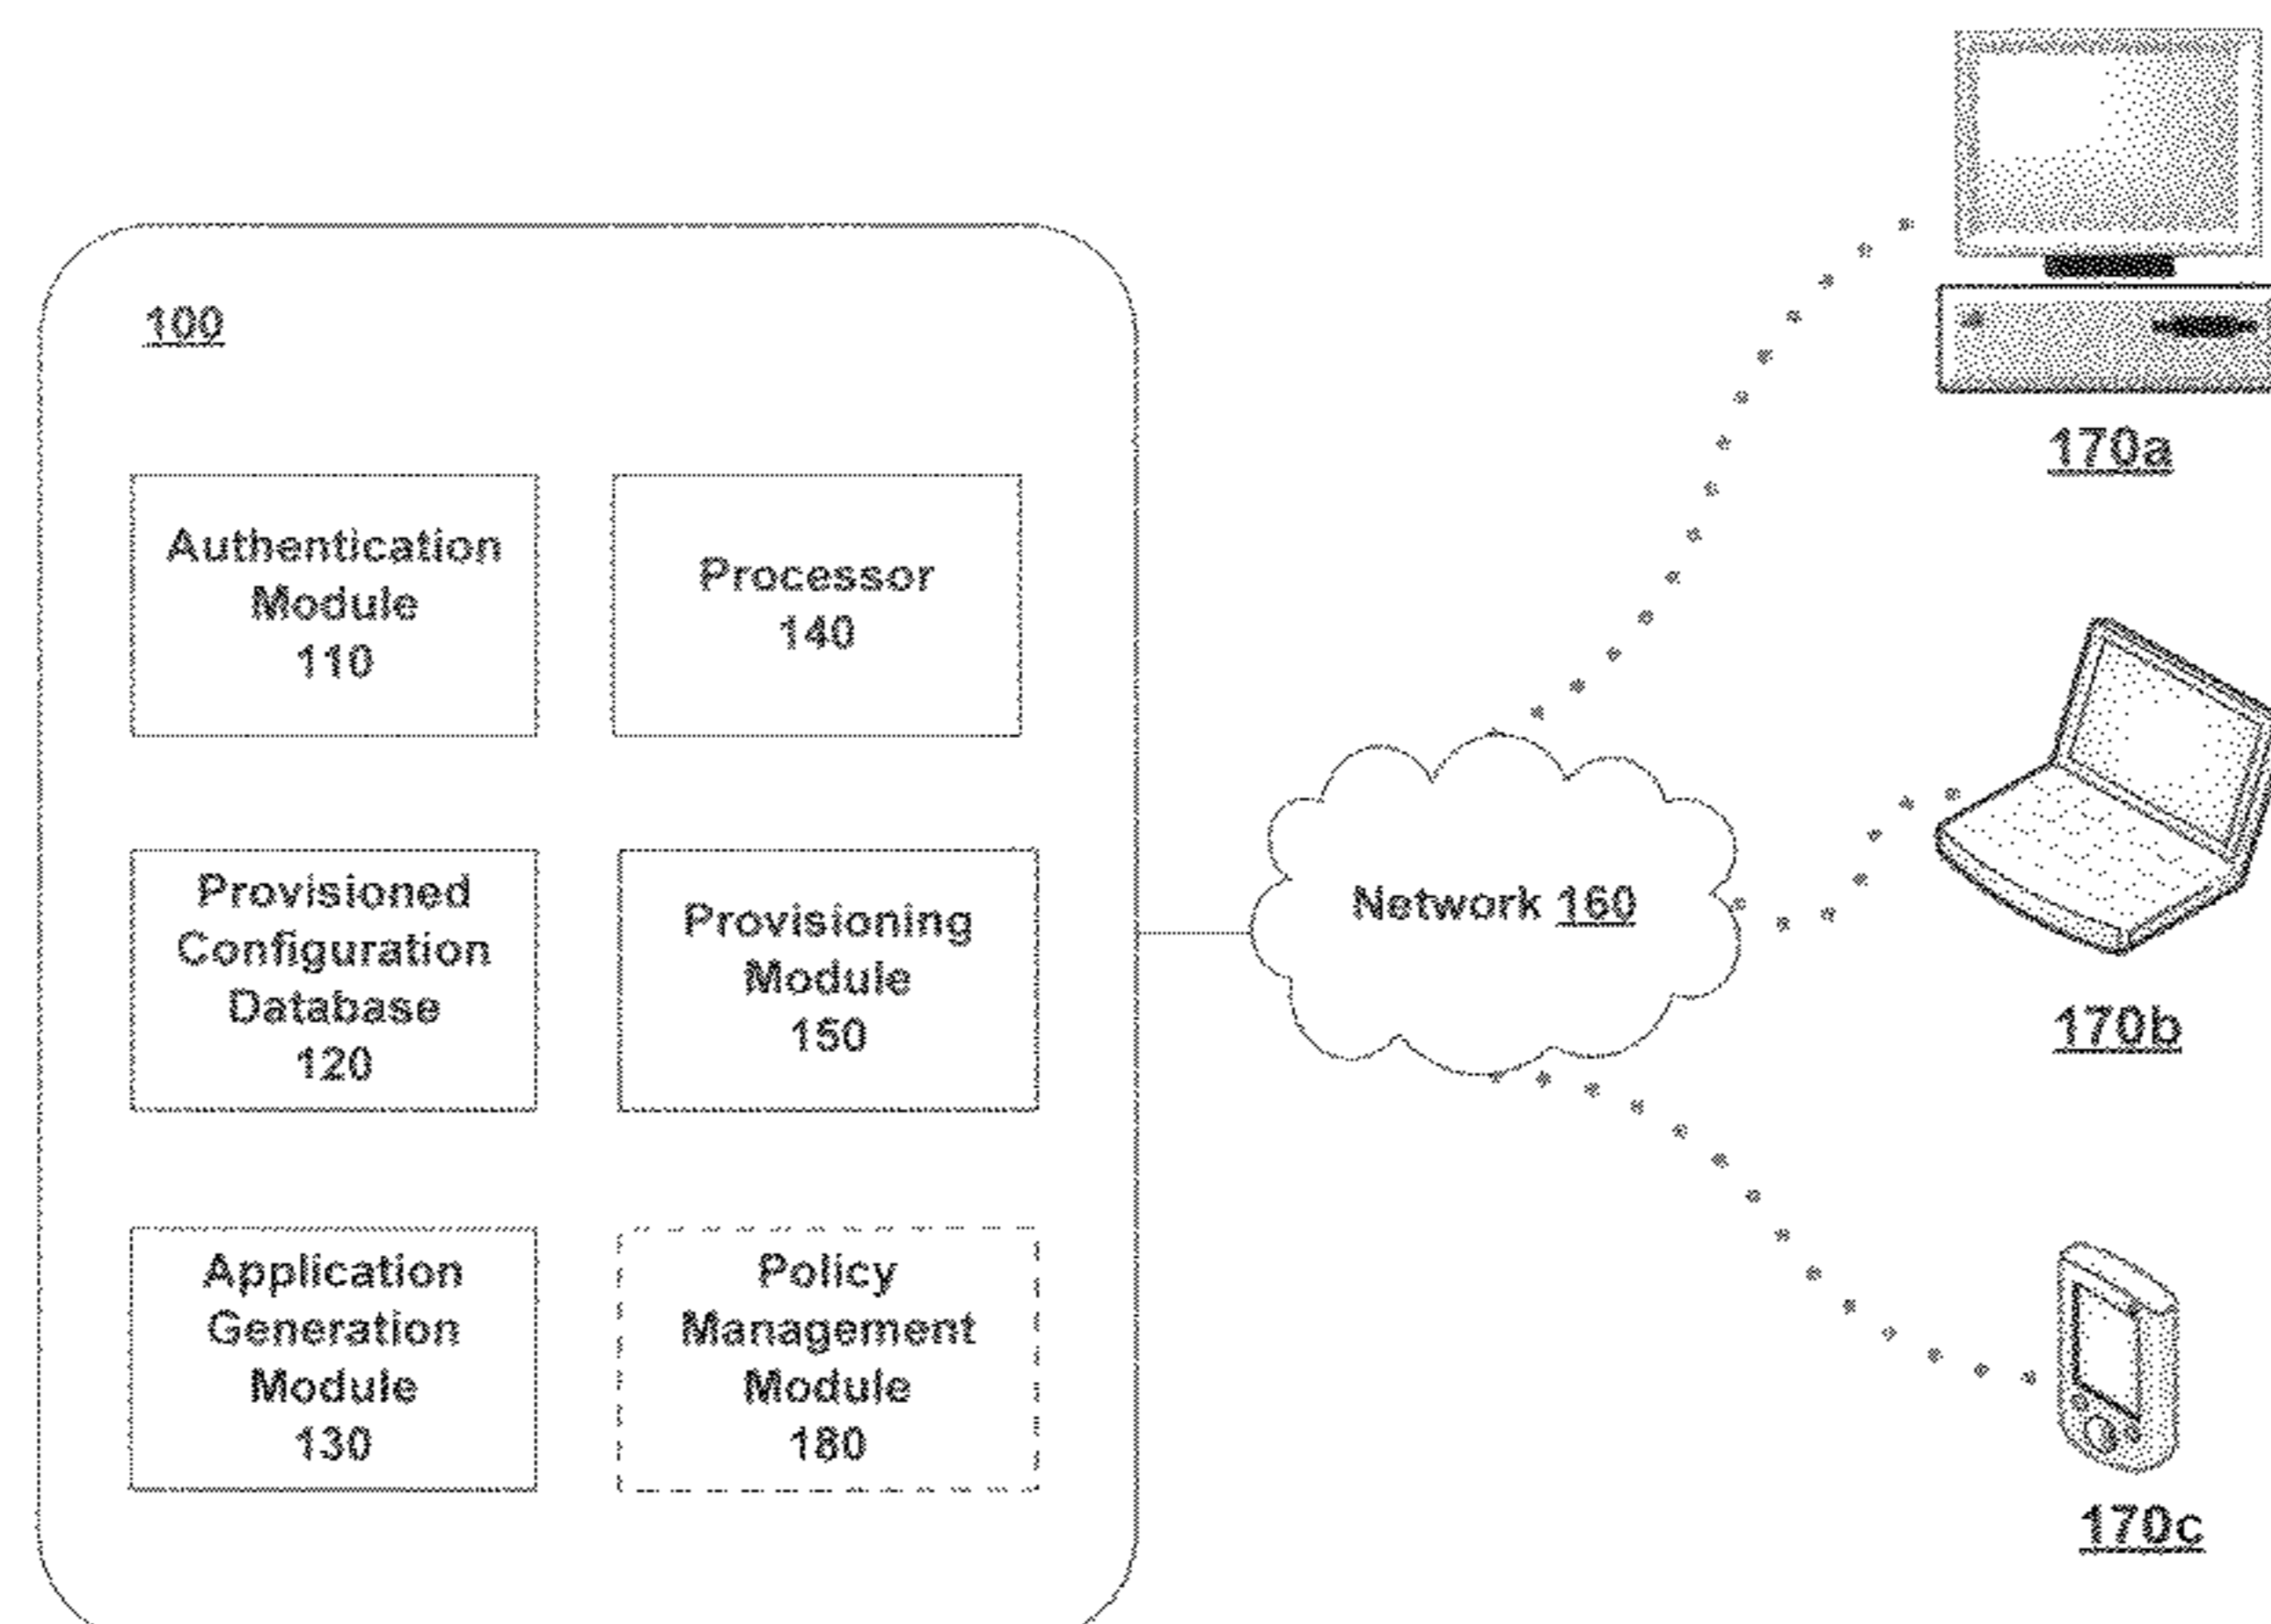 100
Authentication
Module
110
Processor
140
Provisioned
Configuration
Database
120
Provisioning
Module
150
Application
Generation
Module
130
Policy
Management
Module
180
Network 160
170a
170b
170c